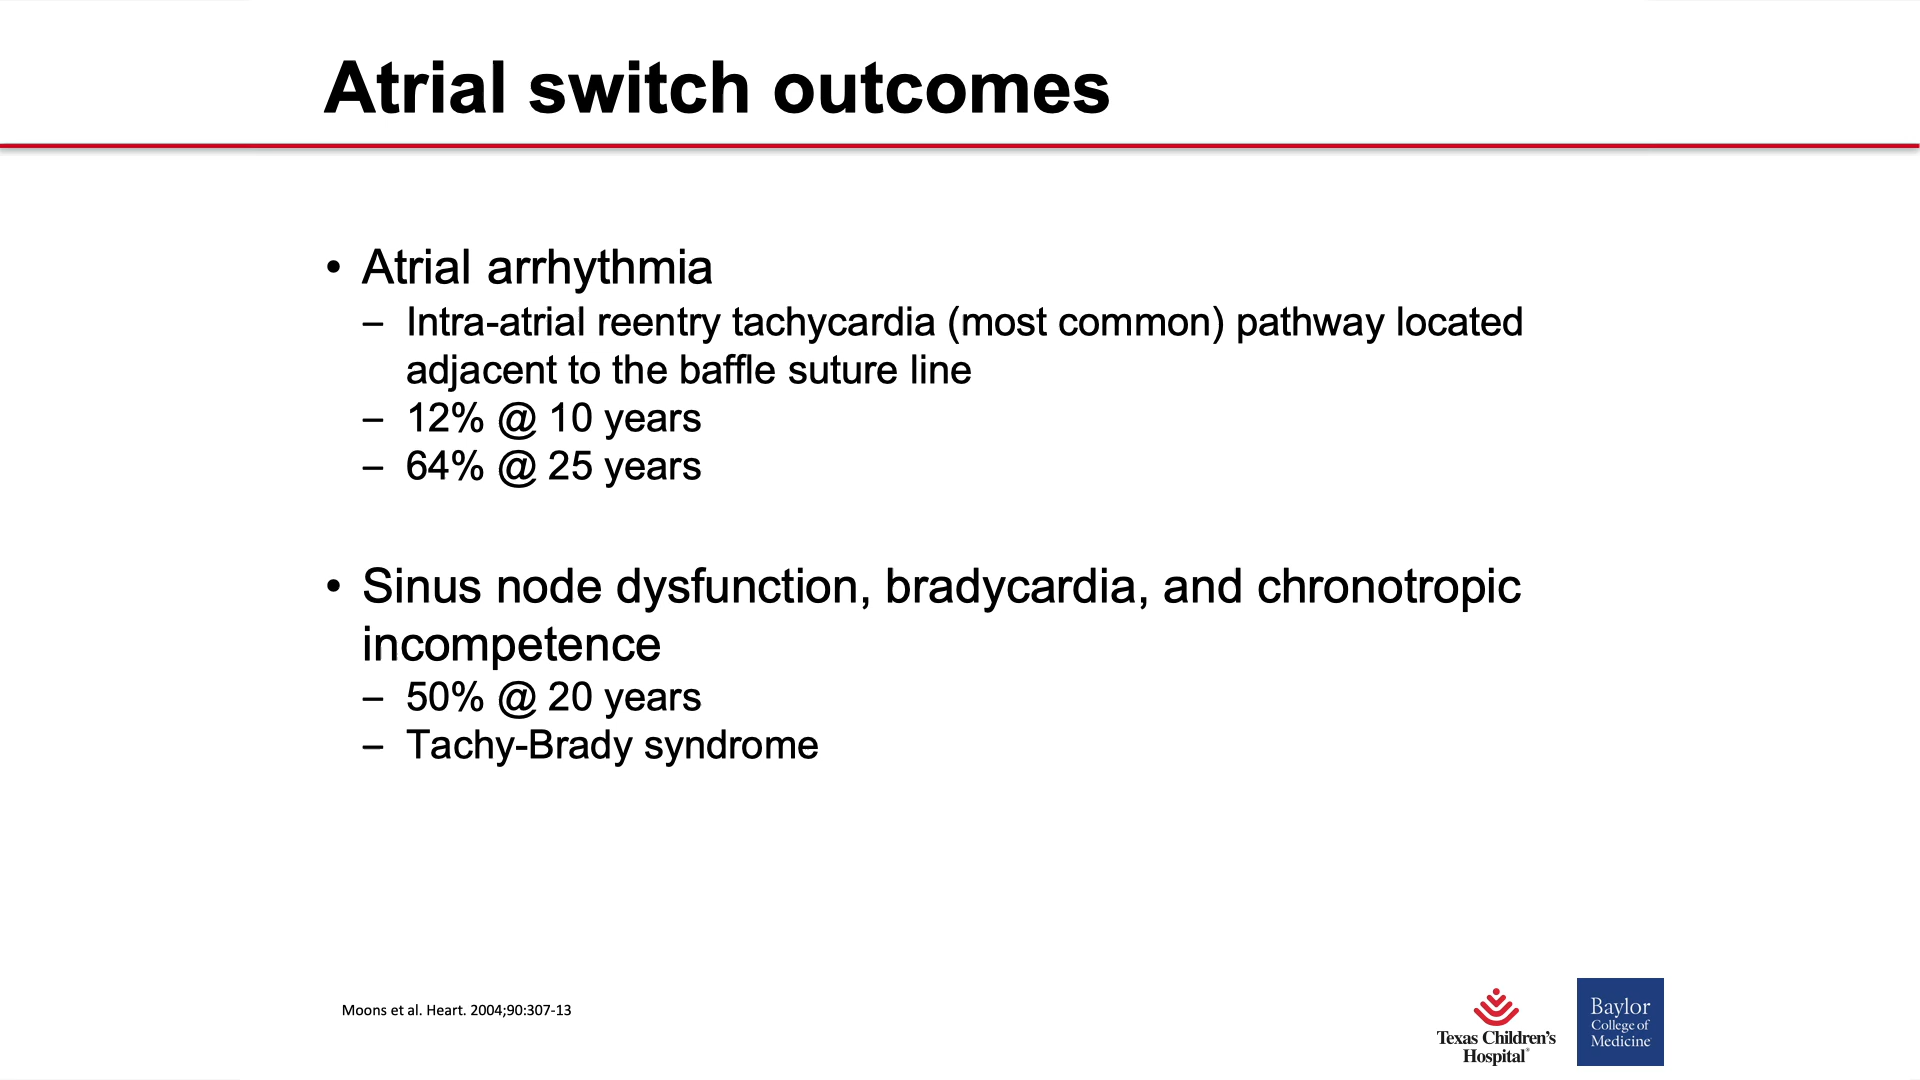 Atrial switch outcomes
• Atrial arrhythmia
– Intra-atrial reentry tachycardia (most common) pathway located
adjacent to the baffle suture line
– 12% @ 10 years
– 64% @ 25 years
• Sinus node dysfunction, bradycardia, and chronotropic
incompetence
– 50% @ 20 years
– Tachy-Brady syndrome
Moons et al. Heart. 2004;90:307-13
Texas Children's
Hospital®
Baylor
College of
Medicine